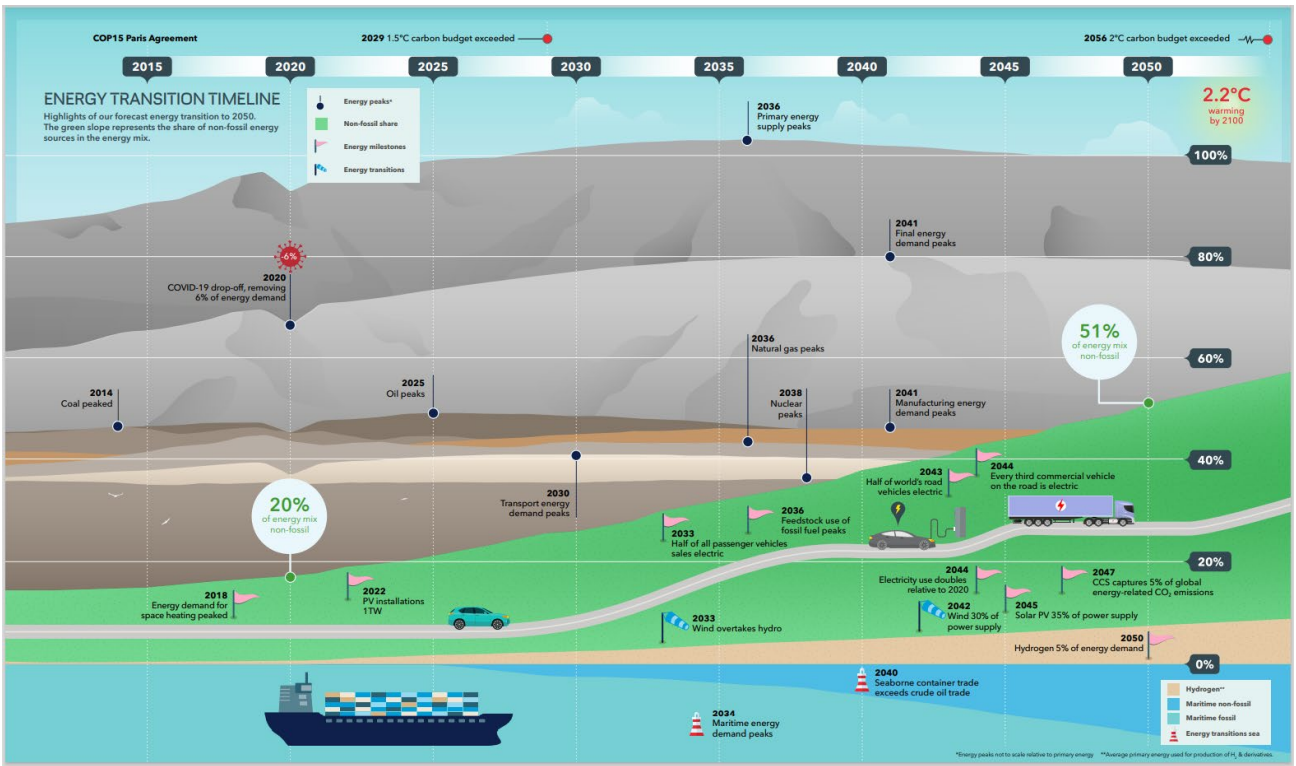 COP15 Paris Agreement
2029 1.5°C carbon budget exceeded
2056 2°C carbon budget exceeded
2015
2020
2025
2030
2035
2040
2045
2050
ENERGY TRANSITION TIMELINE
Highlights of our forecast energy transition to 2050.
The green slope represents the share of non-fossil energy
sources in the energy mix.
Energy peaks*
Non-fossil share
Energy milestones
Energy transitions
2.2°C
warming
by 2100
2036
Primary energy
supply peaks
100%
2041
Final energy
demand peaks
80%
-6%
2020
COVID-19 drop-off, removing
6% of energy demand
51%
of energy mix
non-fossil
2036
Natural gas peaks
60%
2014
Coal peaked
2025
Oil peaks
2038
Nuclear
peaks
2041
Manufacturing energy
demand peaks
40%
2043
Half of world's road
vehicles electric
2044
Every third commercial vehicle
on the road is electric
20%
of energy mix
non-fossil
2030
Transport energy
demand peaks
2033
Half of all passenger vehicles
sales electric
2036
Feedstock use of
fossil fuel peaks
20%
2018
Energy demand for
space heating peaked
2022
PV installations
1TW
2044
Electricity use doubles
relative to 2020
2047
CCS captures 5% of global
energy-related CO₂ emissions
2033
Wind overtakes hydro
2042
Wind 30% of
power supply
2045
Solar PV 35% of power supply
2050
Hydrogen 5% of energy demand
0%
2040
Seaborne container trade
exceeds crude oil trade
2034
Maritime energy
demand peaks
Hydrogen**
Maritime non-fossil
Maritime fossil
Energy transitions sea
*Energy peaks not to scale relative to primary energy **Average primary energy used for production of H₂ & derivatives.